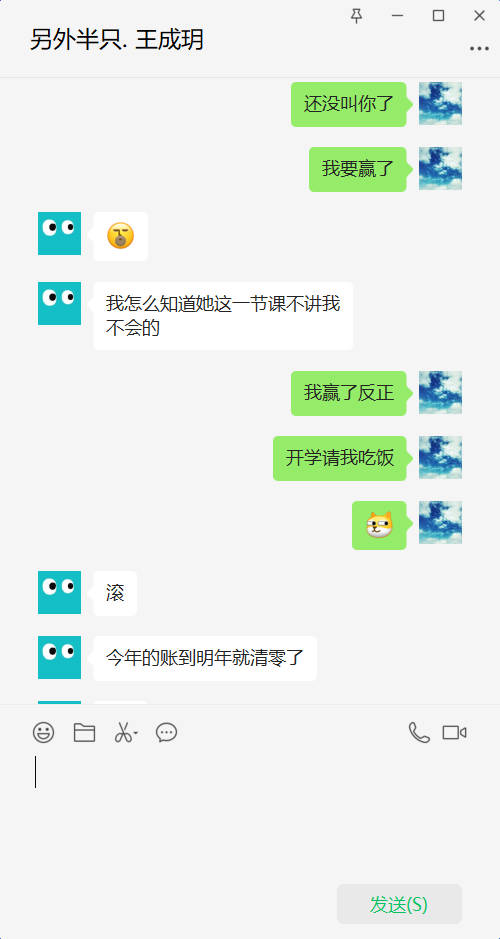 另外半只. 王成玥
还没叫你了
我要赢了
我怎么知道她这一节课不讲我
不会的
我赢了反正
开学请我吃饭
滚
今年的账到明年就清零了
发送(S)